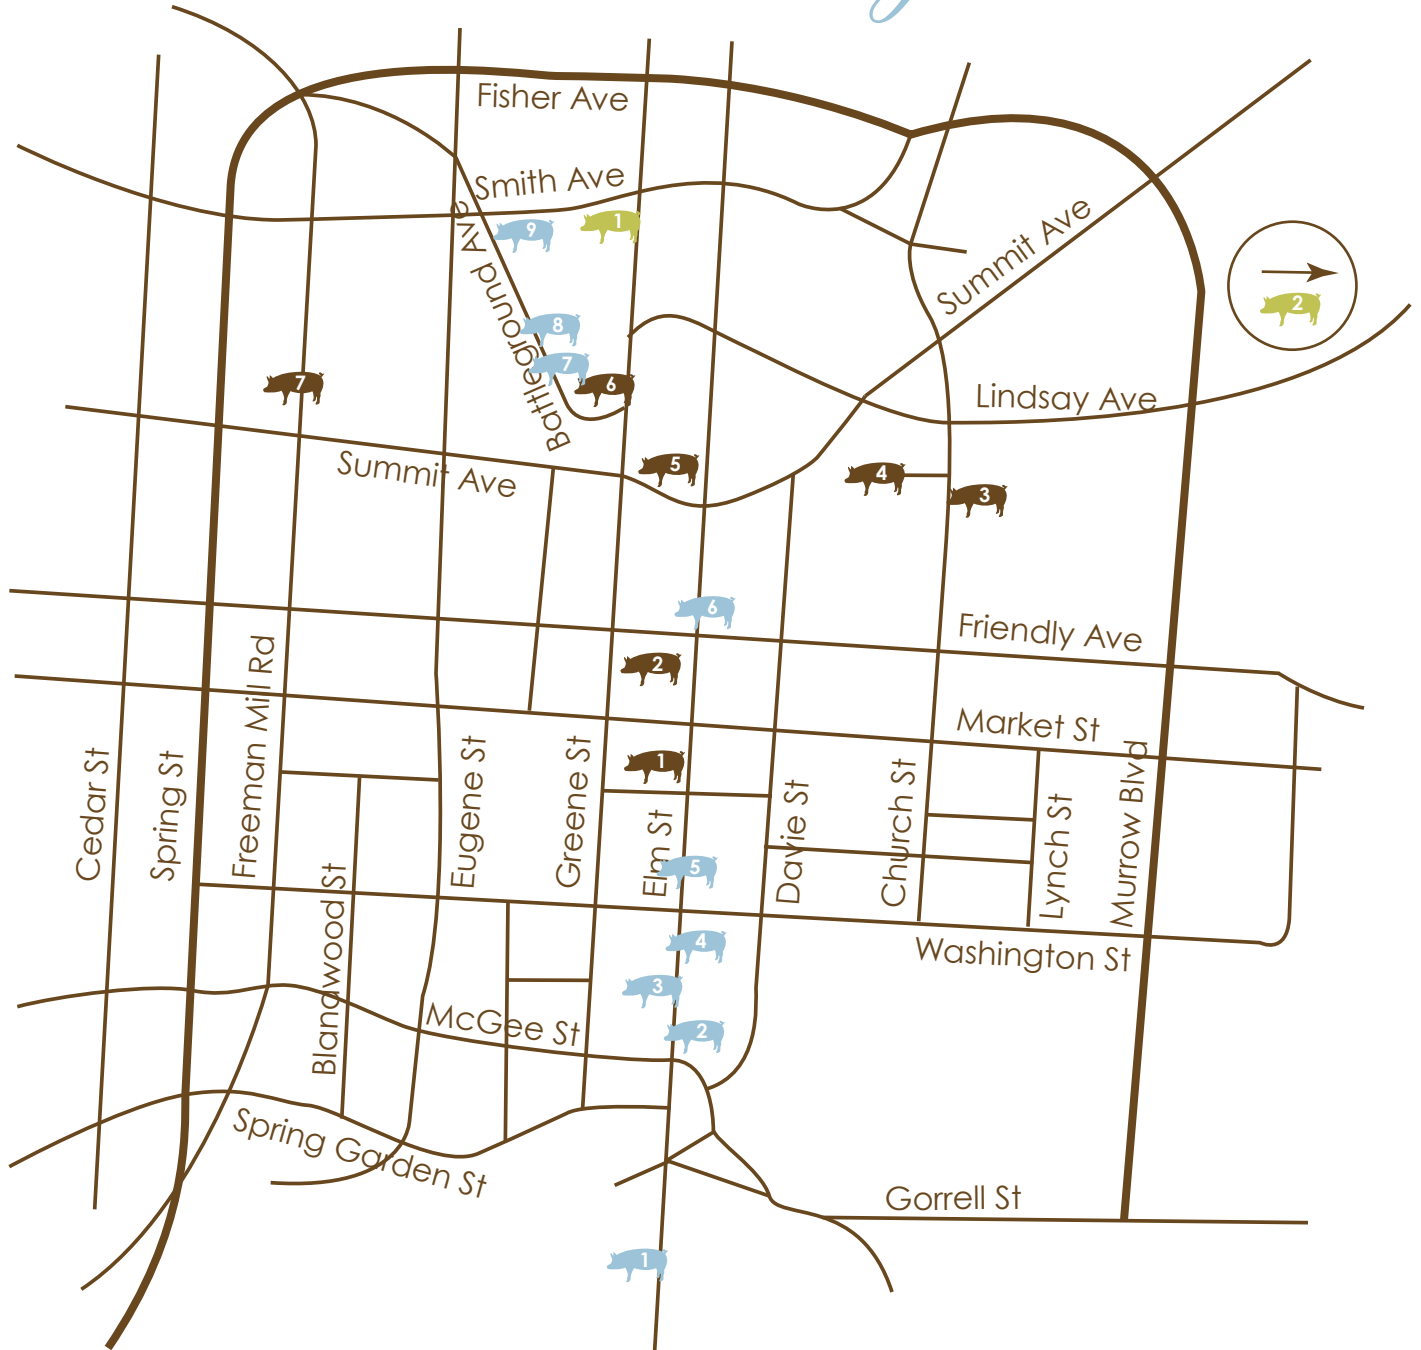 Fisher Ave
Smith Ave
9
1
Battleground Ave
Summit Ave
2
8
7
6
7
Lindsay Ave
Summit Ave
5
4
3
6
Friendly Ave
2
Market St
1
Cedar St
Spring St
Freeman Mill Rd
Blandwood St
Eugene St
Greene St
Elm St
Davie St
Church St
Lynch St
Murrow Blvd
5
Washington St
4
3
McGee St
2
Spring Garden St
Gorrell St
1